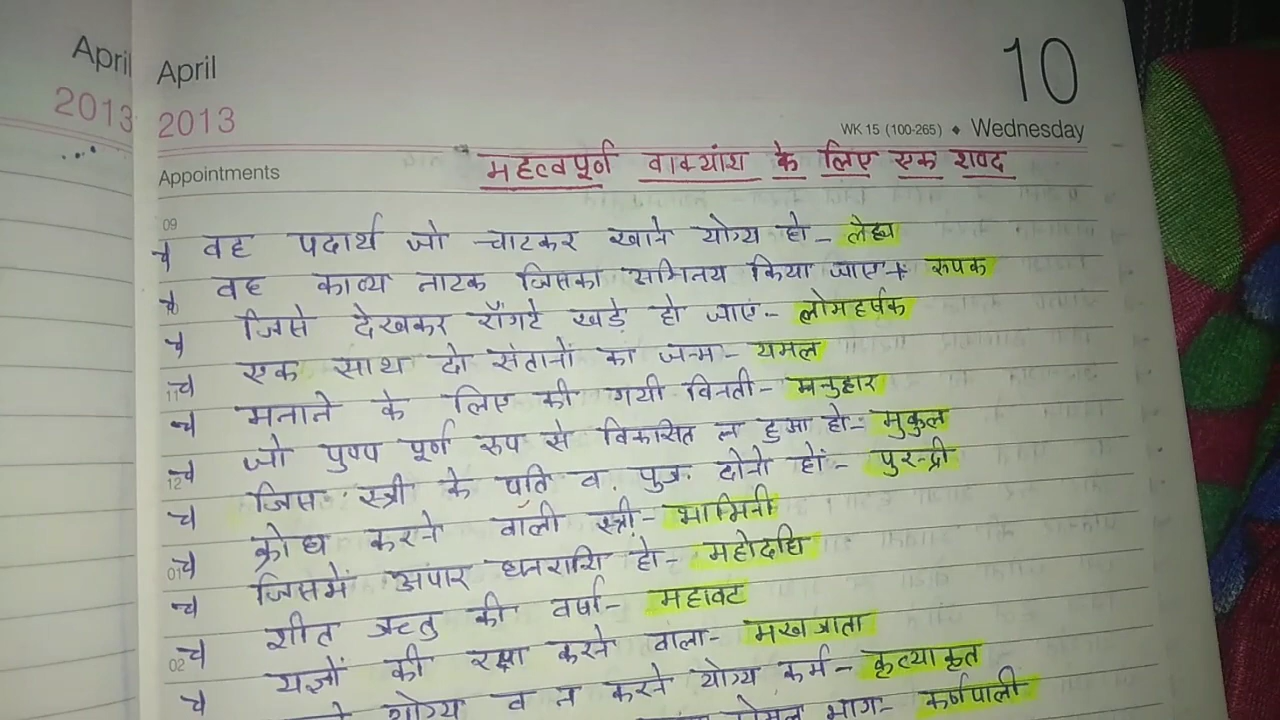 April
2013
April
2013
10
WK 15 (100-265) ♦ Wednesday
Appointments
महत्वपूर्ण वाक्यांश के लिए एक शब्द
09
वह पदार्थ जो चाटकर खाने योग्य हो - लेह्य
वह काव्य नाटक जिसका अभिनय किया जाए - रूपक
जिसे देखकर रोंगटे खड़े हो जाएं - लोमहर्षक
एक साथ दो संतानों का जन्म - यमल
11
मनाने के लिए की गयी विनती - मनुहार
जो पुष्प पूर्ण रूप से विकसित न हुआ हो - मुकुल
12
जिस स्त्री के पति व पुत्र दोनो हों - पुरन्ध्री
क्रोध करने वाली स्त्री - भामिनी
01
जिसमें अपार धनराशि हो - महोदधि
शीत ऋतु की वर्षा - महावट
02
यज्ञों की रक्षा करने वाला - मखत्राता
योग्य व न करने योग्य कर्म - कृत्याकृत
भाग - कर्णपाली